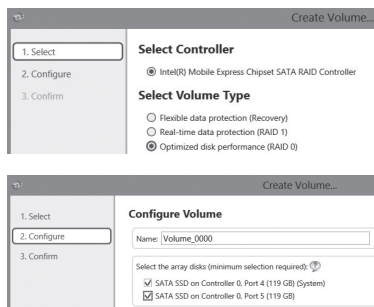 Create Volume...
1. Select
2. Configure
3. Confirm
Select Controller
Intel(R) Mobile Express Chipset SATA RAID Controller
Select Volume Type
Flexible data protection (Recovery)
Real-time data protection (RAID 1)
Optimized disk performance (RAID 0)
Create Volume...
1. Select
2. Configure
3. Confirm
Configure Volume
Name: Volume_0000
Select the array disks (minimum selection required): ?
SATA SSD on Controller 0, Port 4 (119 GB) (System)
SATA SSD on Controller 0, Port 5 (119 GB)